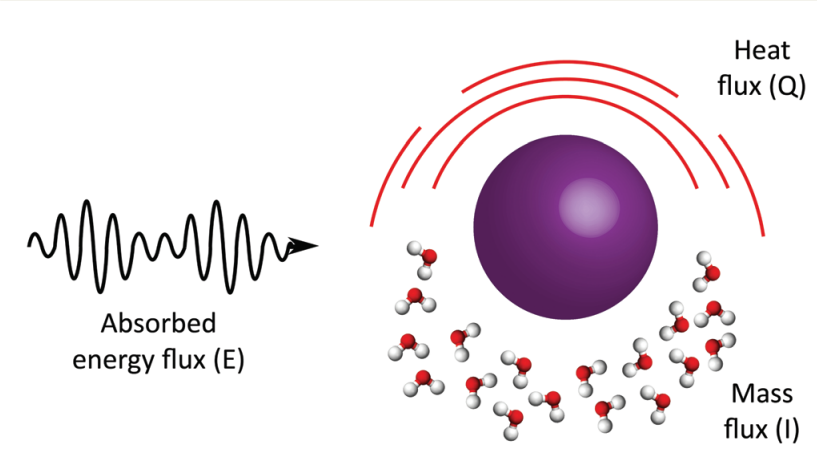 Heat
flux (Q)
Absorbed
energy flux (E)
Mass
flux (I)